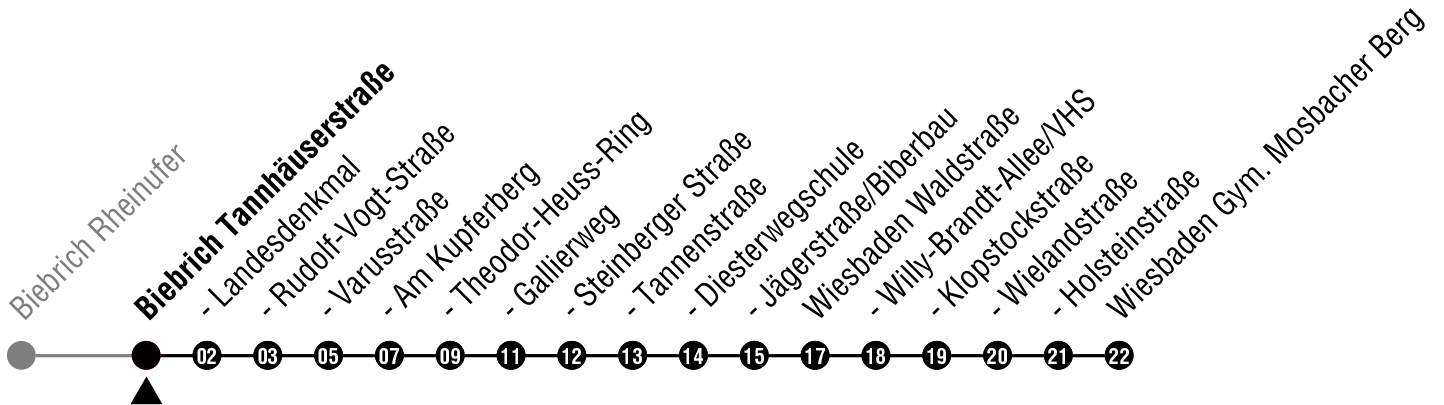 Biebrich Rheinufer
Biebrich Tannhäuserstraße
- Landesdenkmal
- Rudolf-Vogt-Straße
- Varusstraße
- Am Kupferberg
- Theodor-Heuss-Ring
- Gallierweg
- Steinberger Straße
- Tannenstraße
- Diesterwegschule
- Jägerstraße/Biberbau
Wiesbaden Waldstraße
- Willy-Brandt-Allee/VHS
- Klopstockstraße
- Wielandstraße
- Holsteinstraße
Wiesbaden Gym. Mosbacher Berg
02 03 05 07 09 11 12 13 14 15 17 18 19 20 21 22